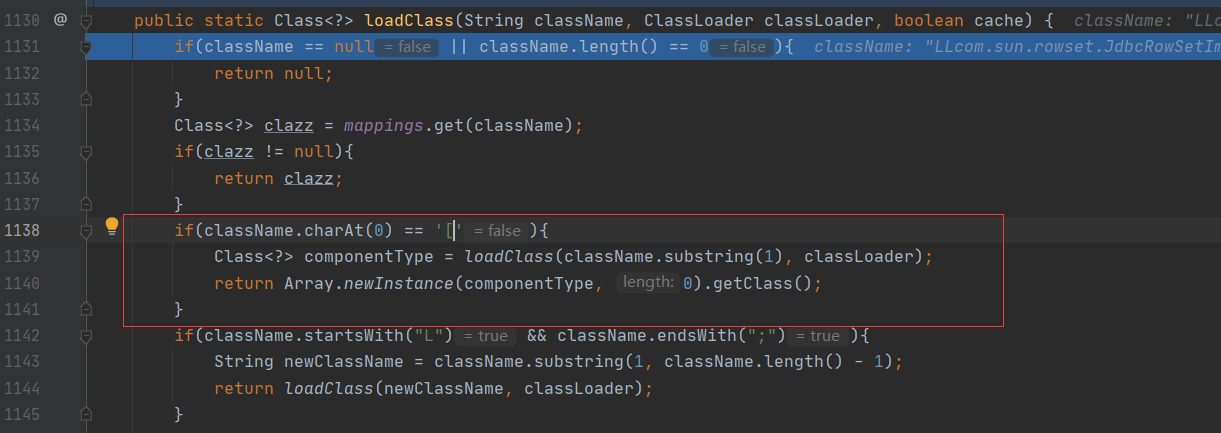 1130 @ public static Class<?> loadClass(String className, ClassLoader classLoader, boolean cache) { className: "LLc
1131 if(className == null = false || className.length() == 0 = false ){ className: "LLcom.sun.rowset.JdbcRowSetIm
1132 return null;
1133 }
1134 Class<?> clazz = mappings.get(className);
1135 if(clazz != null){
1136 return clazz;
1137 }
1138 if(className.charAt(0) == '[' = false ){
1139 Class<?> componentType = loadClass(className.substring(1), classLoader);
1140 return Array.newInstance(componentType, length: 0).getClass();
1141 }
1142 if(className.startsWith("L") = true && className.endsWith(";") = true ){
1143 String newClassName = className.substring(1, className.length() - 1);
1144 return loadClass(newClassName, classLoader);
1145 }